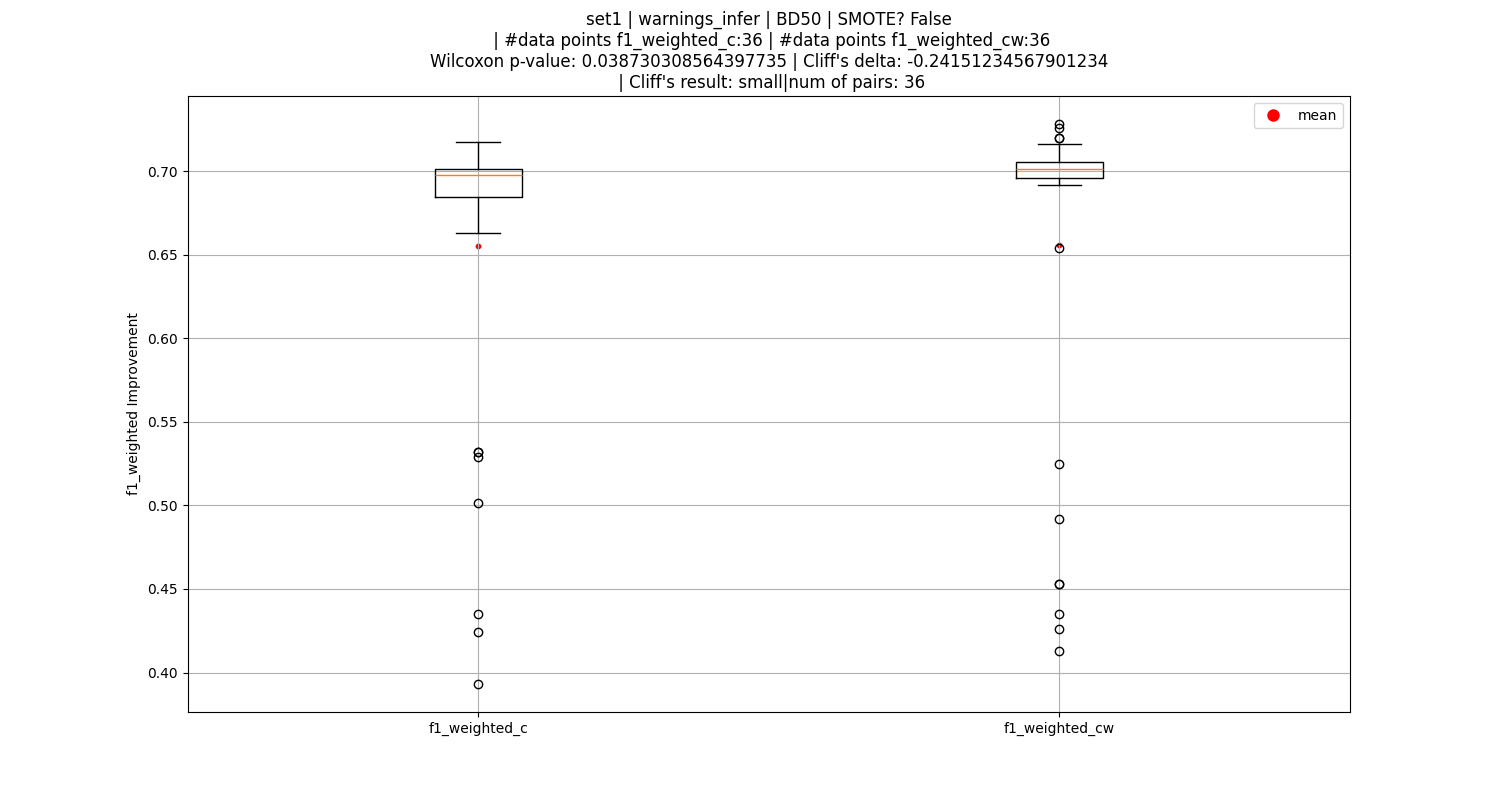 set1 | warnings_infer | BD50 | SMOTE? False
| #data points f1_weighted_c:36 | #data points f1_weighted_cw:36
Wilcoxon p-value: 0.038730308564397735 | Cliff's delta: -0.24151234567901234
| Cliff's result: small|num of pairs: 36
mean
0.70
0.65
0.60
0.55
0.50
0.45
0.40
f1_weighted Improvement
f1_weighted_c
f1_weighted_cw